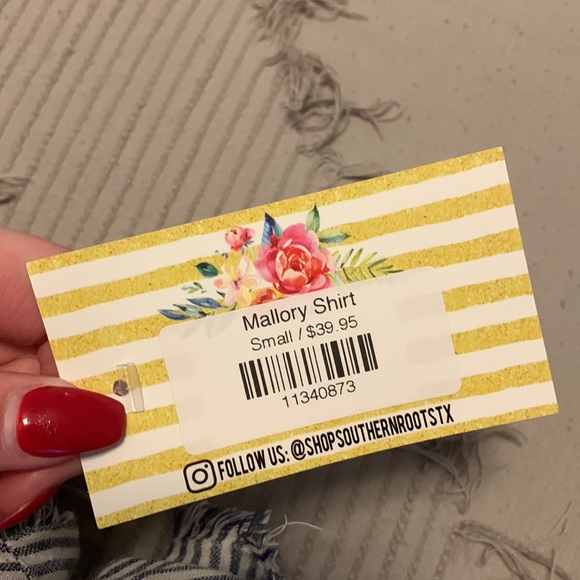 Mallory Shirt
Small / $39.95
11340873
FOLLOW US: @SHOPSOUTHERNROOTSTX